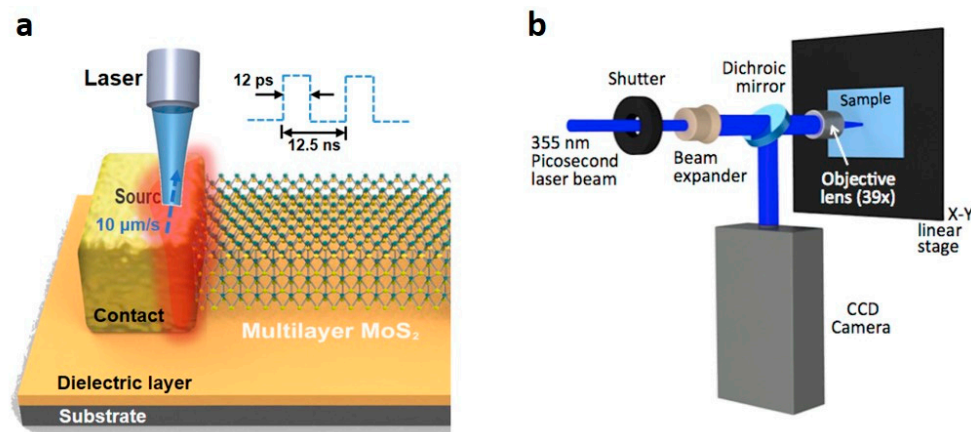 a
Laser
12 ps
12.5 ns
Sourc
10 μm/s
Contact
Multilayer MoS₂
Dielectric layer
Substrate
b
Shutter
Dichroic
mirror
Sample
355 nm
Picosecond
laser beam
Beam
expander
Objective
lens (39x)
X-Y
linear
stage
CCD
Camera